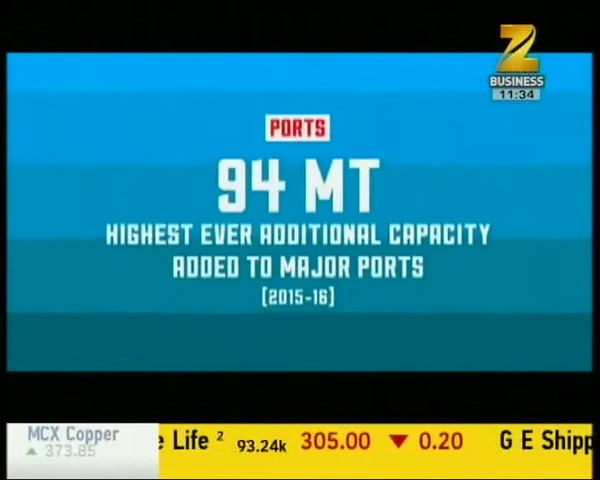 BUSINESS
11:34
PORTS
94 MT
HIGHEST EVER ADDITIONAL CAPACITY
ADDED TO MAJOR PORTS
(2015-16)
MCX Copper
▲ 373.85
e Life ² 93.24k 305.00 ▼ 0.20 G E Shipp